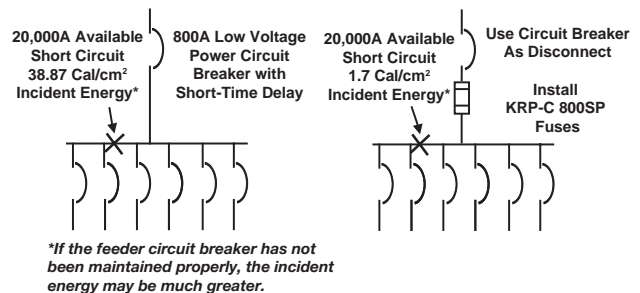 20,000A Available
Short Circuit
38.87 Cal/cm²
Incident Energy*
800A Low Voltage
Power Circuit
Breaker with
Short-Time Delay
20,000A Available
Short Circuit
1.7 Cal/cm²
Incident Energy*
Use Circuit Breaker
As Disconnect
Install
KRP-C 800SP
Fuses
*If the feeder circuit breaker has not
been maintained properly, the incident
energy may be much greater.